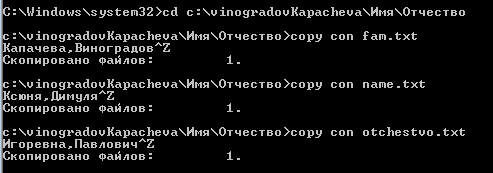 C:\Windows\system32>cd c:\vinogradovKapacheva\Имя\Отчество
c:\vinogradovKapacheva\Имя\Отчество>copy con fam.txt
Капачева,Виноградов^Z
Скопировано файлов: 1.
c:\vinogradovKapacheva\Имя\Отчество>copy con name.txt
Ксюня,Димуля^Z
Скопировано файлов: 1.
c:\vinogradovKapacheva\Имя\Отчество>copy con otchestvo.txt
Игоревна,Павлович^Z
Скопировано файлов: 1.